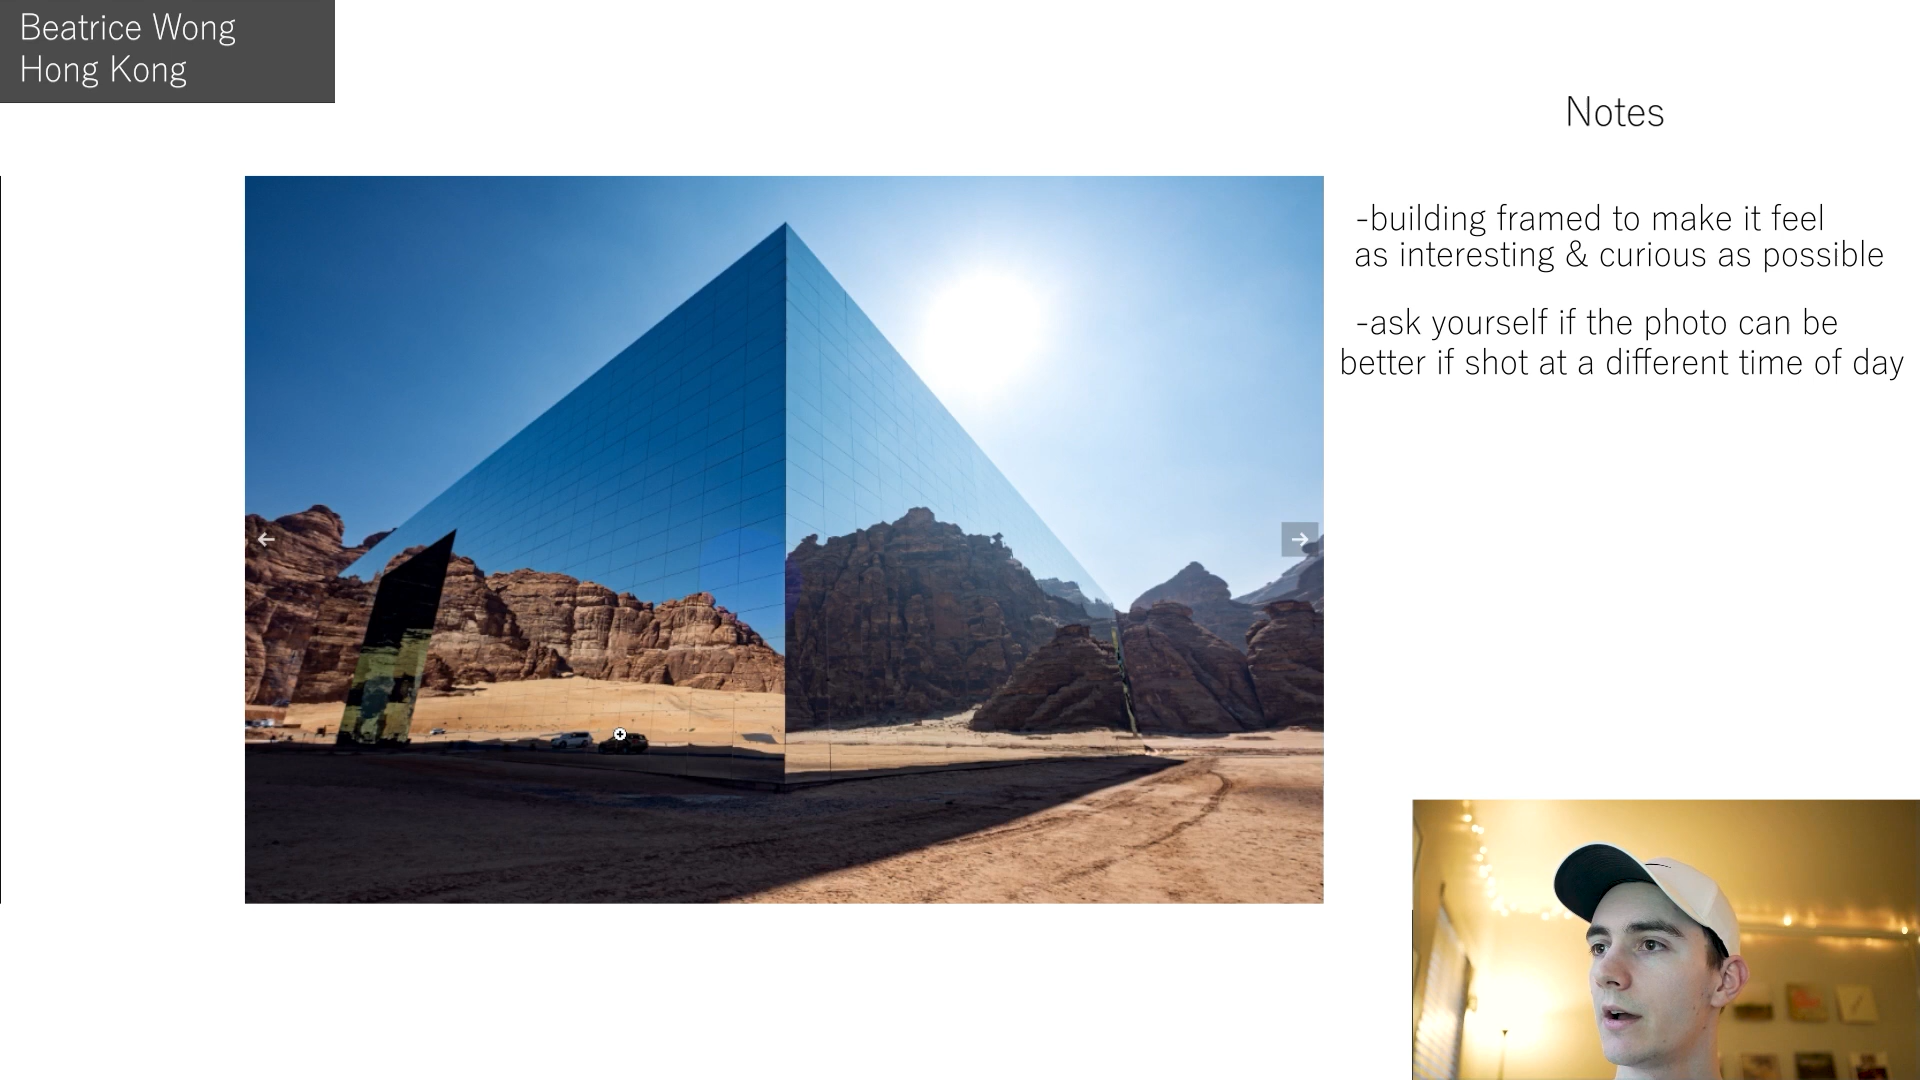 Beatrice Wong
Hong Kong
Notes
-building framed to make it feel
as interesting & curious as possible
-ask yourself if the photo can be
better if shot at a different time of day